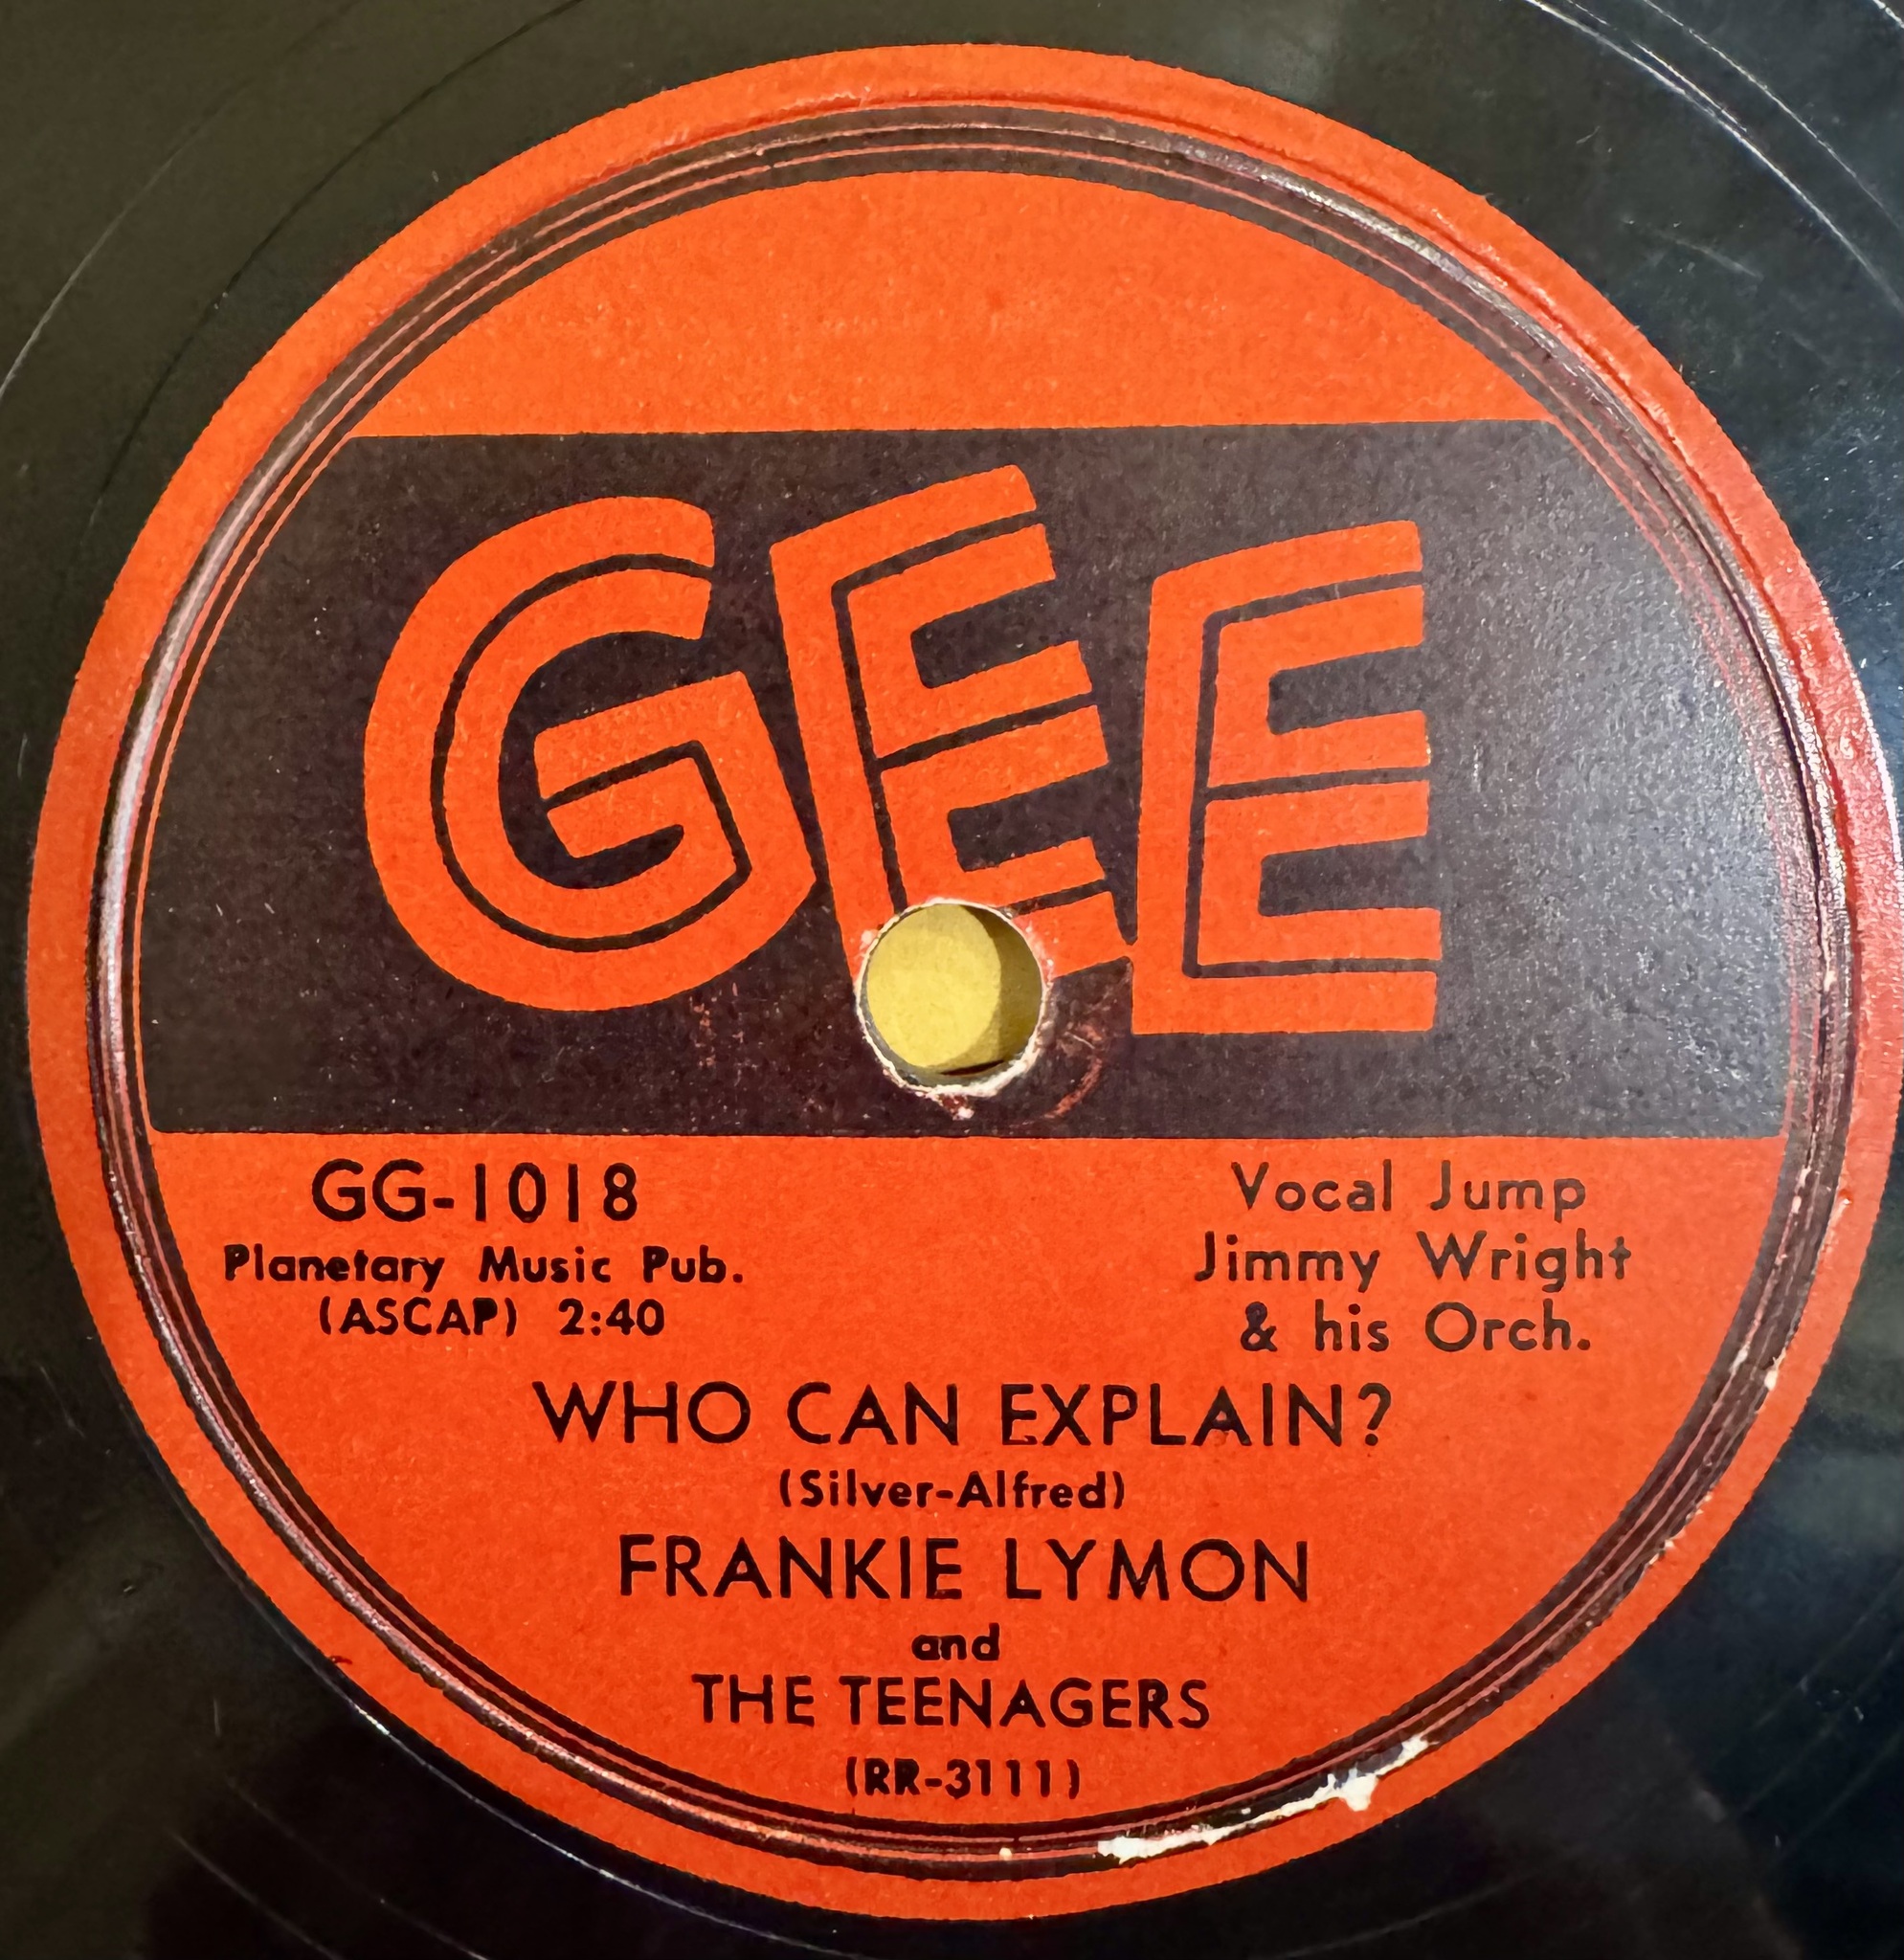 GEE
GG-1018
Planetary Music Pub.
(ASCAP) 2:40
Vocal Jump
Jimmy Wright
& his Orch.
WHO CAN EXPLAIN?
(Silver-Alfred)
FRANKIE LYMON
and
THE TEENAGERS
(RR-3111)